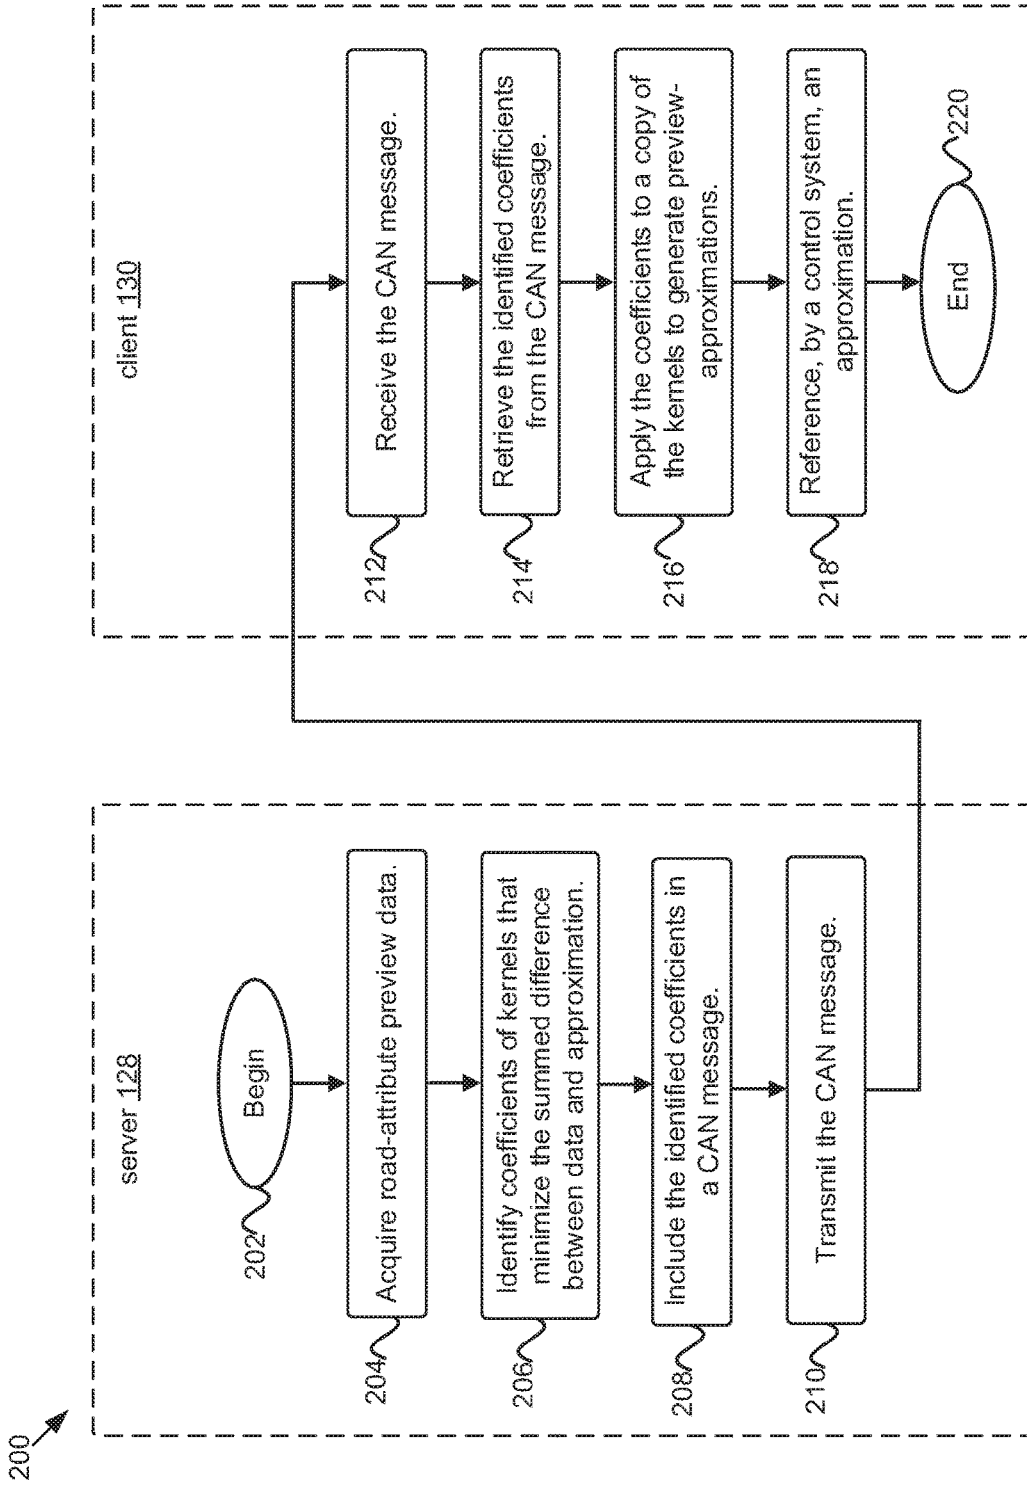 200
server 128
Begin
202
Acquire road-attribute preview data.
204
Identify coefficients of kernels that
minimize the summed difference
between data and approximation.
206
Include the identified coefficients in
a CAN message.
208
Transmit the CAN message.
210
client 130
Receive the CAN message.
212
Retrieve the identified coefficients
from the CAN message.
214
Apply the coefficients to a copy of
the kernels to generate preview-
approximations.
216
Reference, by a control system, an
approximation.
218
End
220